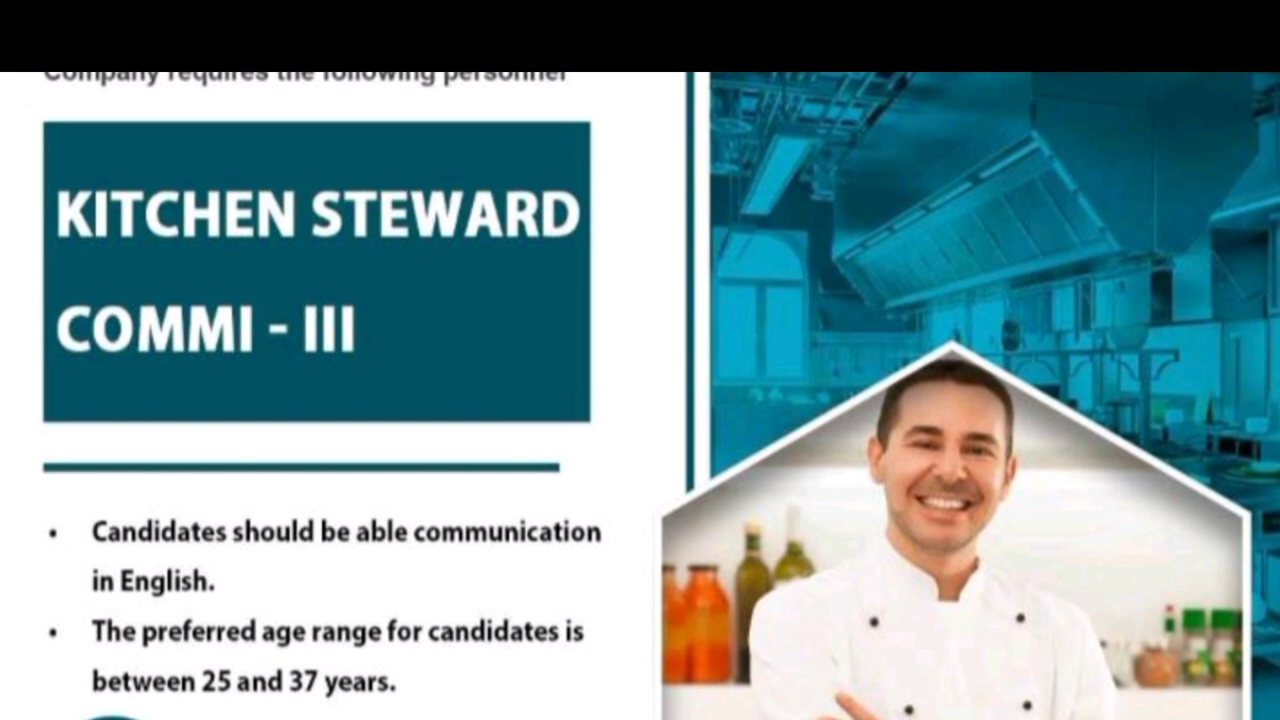 Company requires the following personnel
KITCHEN STEWARD
COMMI - III
• Candidates should be able communication
in English.
• The preferred age range for candidates is
between 25 and 37 years.